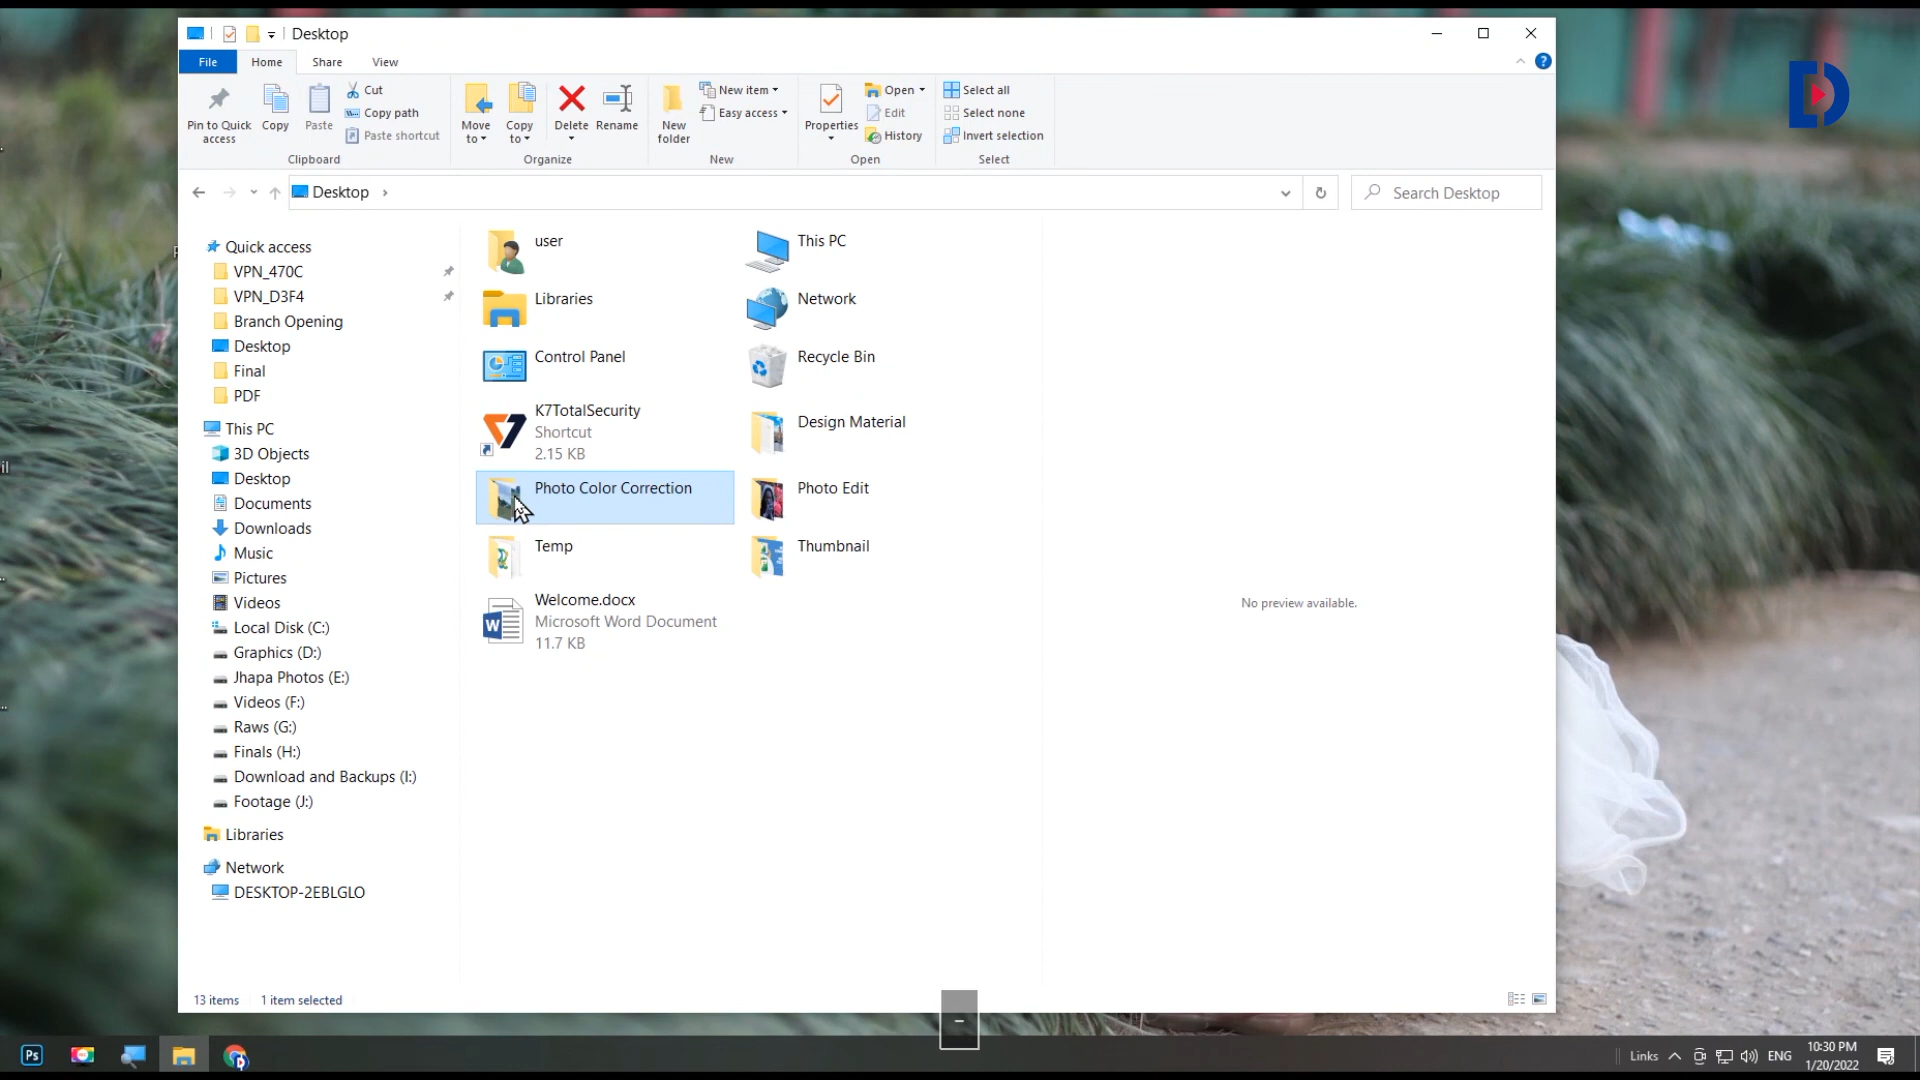 Desktop
File Home Share View
Pin to Quick access
Copy
Paste
Cut
Copy path
Paste shortcut
Clipboard
Move to
Copy to
Delete
Rename
Organize
New folder
New item
Easy access
New
Properties
Open
Edit
History
Open
Select all
Select none
Invert selection
Select
Desktop
Search Desktop
Quick access
VPN_470C
VPN_D3F4
Branch Opening
Desktop
Final
PDF
This PC
3D Objects
Desktop
Documents
Downloads
Music
Pictures
Videos
Local Disk (C:)
Graphics (D:)
Jhapa Photos (E:)
Videos (F:)
Raws (G:)
Finals (H:)
Download and Backups (I:)
Footage (J:)
Libraries
Network
DESKTOP-2EBLGLO
user
This PC
Libraries
Network
Control Panel
Recycle Bin
K7TotalSecurity
Shortcut
2.15 KB
Design Material
Photo Color Correction
Photo Edit
Temp
Thumbnail
Welcome.docx
Microsoft Word Document
11.7 KB
No preview available.
13 items 1 item selected
-
Ps
Links
ENG
10:30 PM
1/20/2022